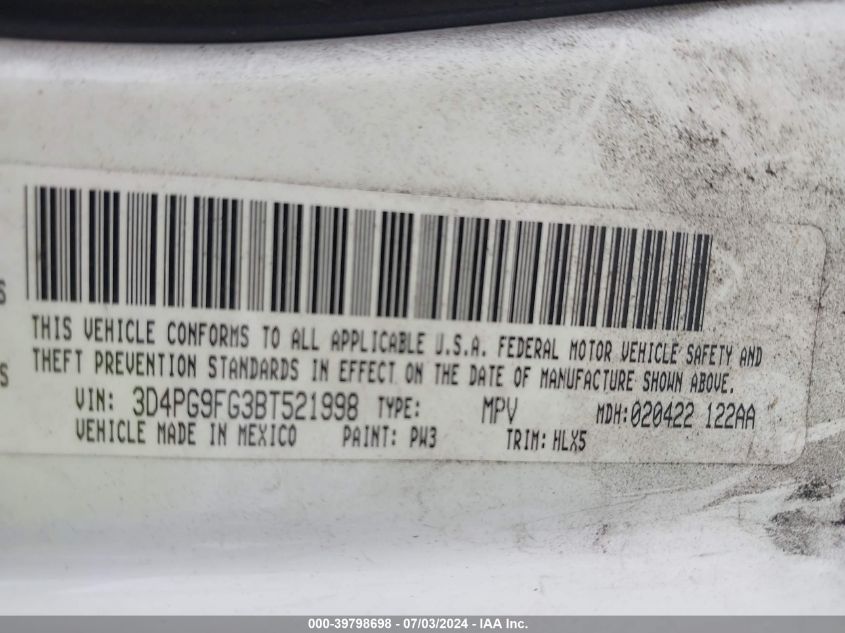 S
THIS VEHICLE CONFORMS TO ALL APPLICABLE U.S.A. FEDERAL MOTOR VEHICLE SAFETY AND
S THEFT PREVENTION STANDARDS IN EFFECT ON THE DATE OF MANUFACTURE SHOWN ABOVE.
VIN: 3D4PG9FG3BT521998 TYPE: MPV MDH:020422 122AA
VEHICLE MADE IN MEXICO PAINT: PW3 TRIM: HLX5
000-39798698 - 07/03/2024 - IAA Inc.